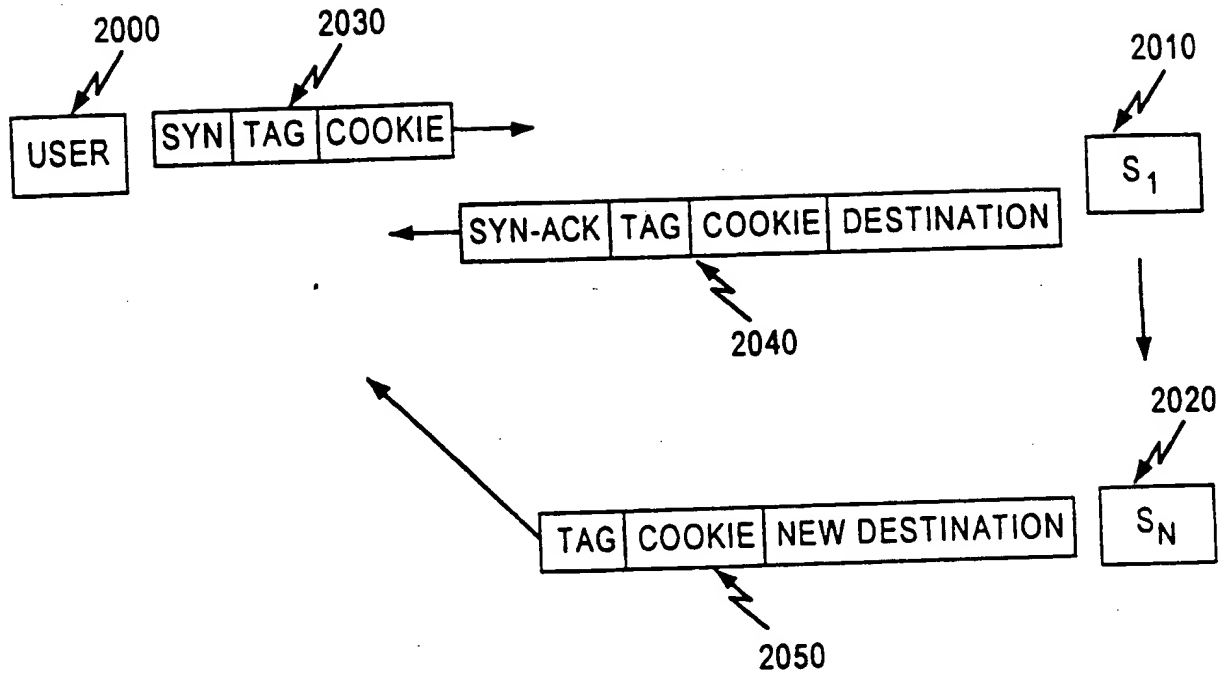 2000
2030
2010
USER
SYN TAG COOKIE
S1
SYN-ACK TAG COOKIE DESTINATION
2040
2020
TAG COOKIE NEW DESTINATION
SN
2050